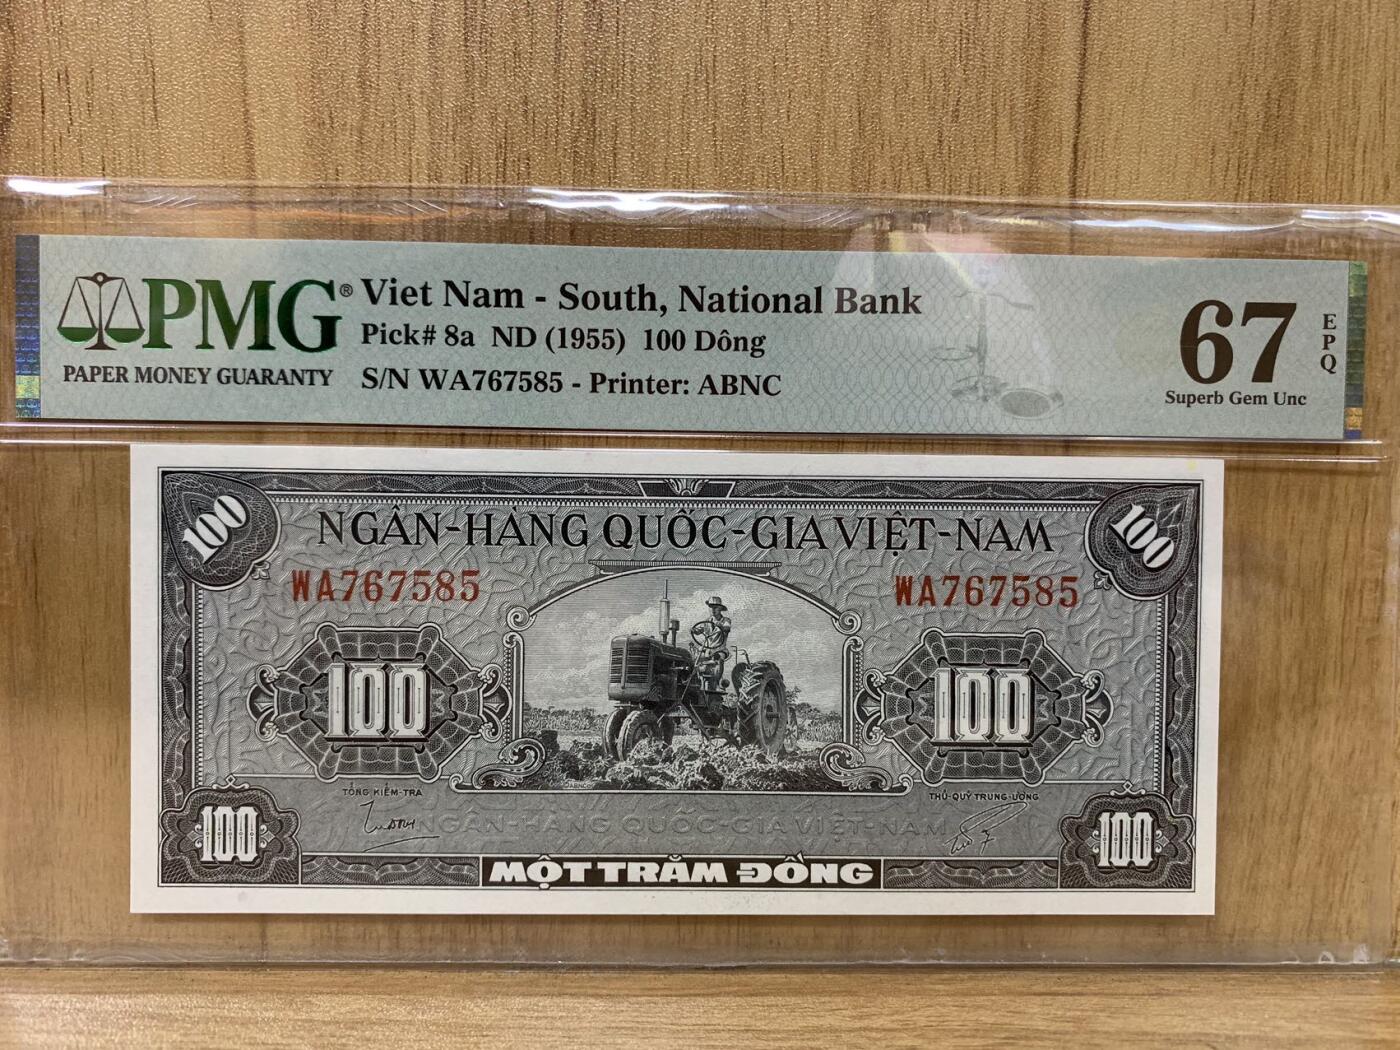 PMG®
PAPER MONEY GUARANTY
Viet Nam - South, National Bank
Pick# 8a ND (1955) 100 Dông
S/N WA767585 - Printer: ABNC
67
EPQ
Superb Gem Unc
100
100
NGÂN-HÀNG QUỐC-GIA VIỆT-NAM
WA767585
WA767585
100
100
TỔNG KIỂM-TRA
THỦ-QUỸ TRUNG-ƯƠNG
NGÂN-HÀNG QUỐC-GIA VIỆT-NAM
100
100
MỘT TRĂM ĐỒNG